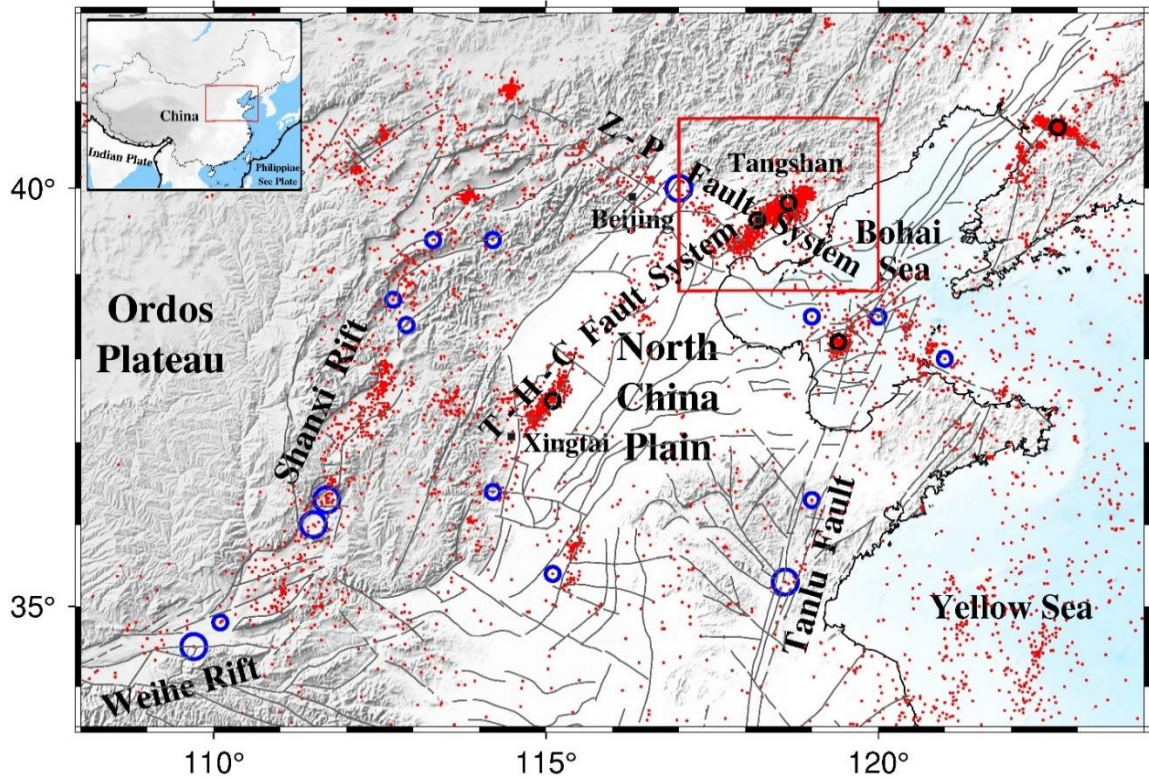 China
Indian Plate
Philippine
See Plate
40°
35°
110°
115°
120°
Z - P Fault System
Tangshan
Beijing
Bohai
Sea
T - H - C Fault System
Ordos
Plateau
Shanxi Rift
North
China
Plain
Xingtai
Tanlu Fault
Yellow Sea
Weihe Rift